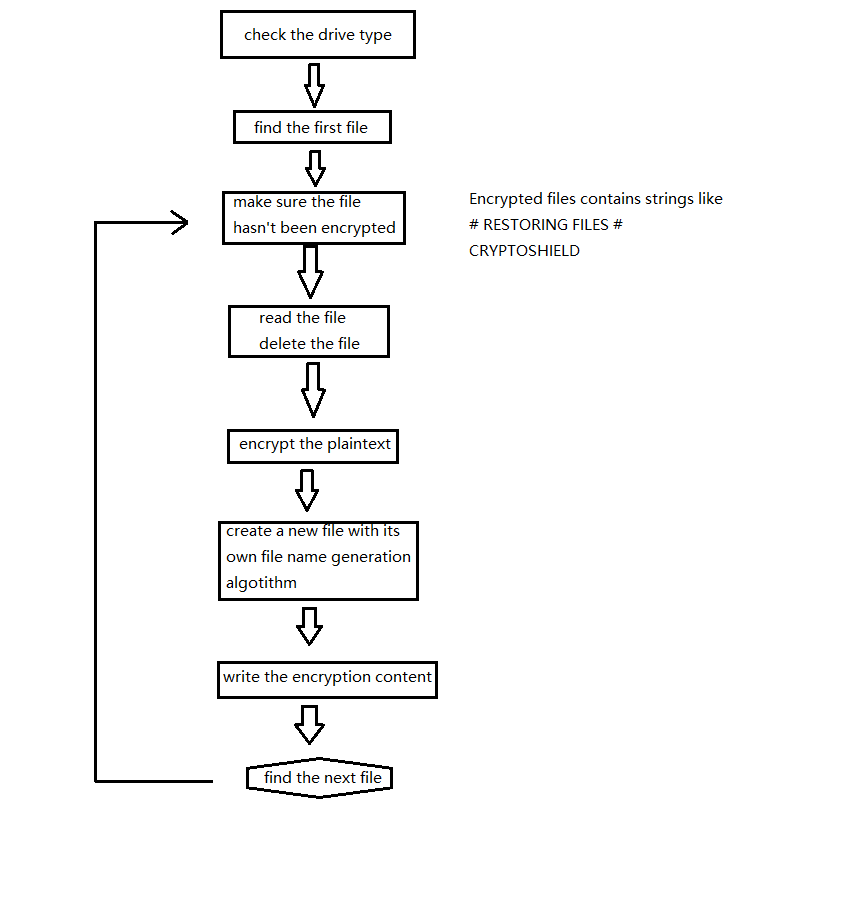 check the drive type
find the first file
make sure the file
hasn't been encrypted
Encrypted files contains strings like
# RESTORING FILES #
CRYPTOSHIELD
read the file
delete the file
encrypt the plaintext
create a new file with its
own file name generation
algotithm
write the encryption content
find the next file